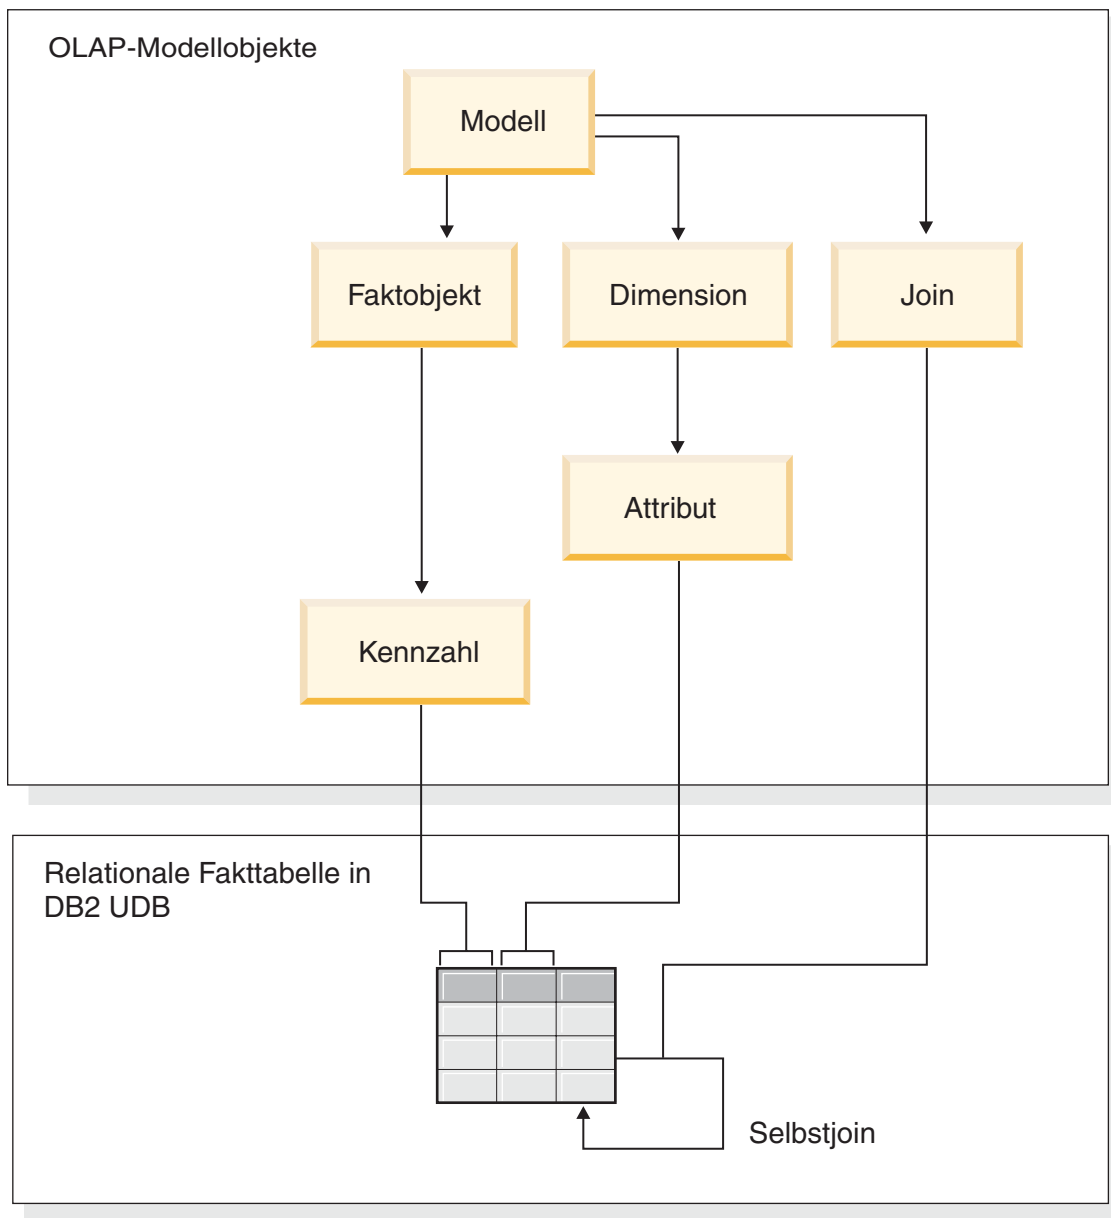 OLAP-Modellobjekte
Modell
Faktobjekt
Dimension
Join
Attribut
Kennzahl
Relationale Fakttabelle in
DB2 UDB
Selbstjoin